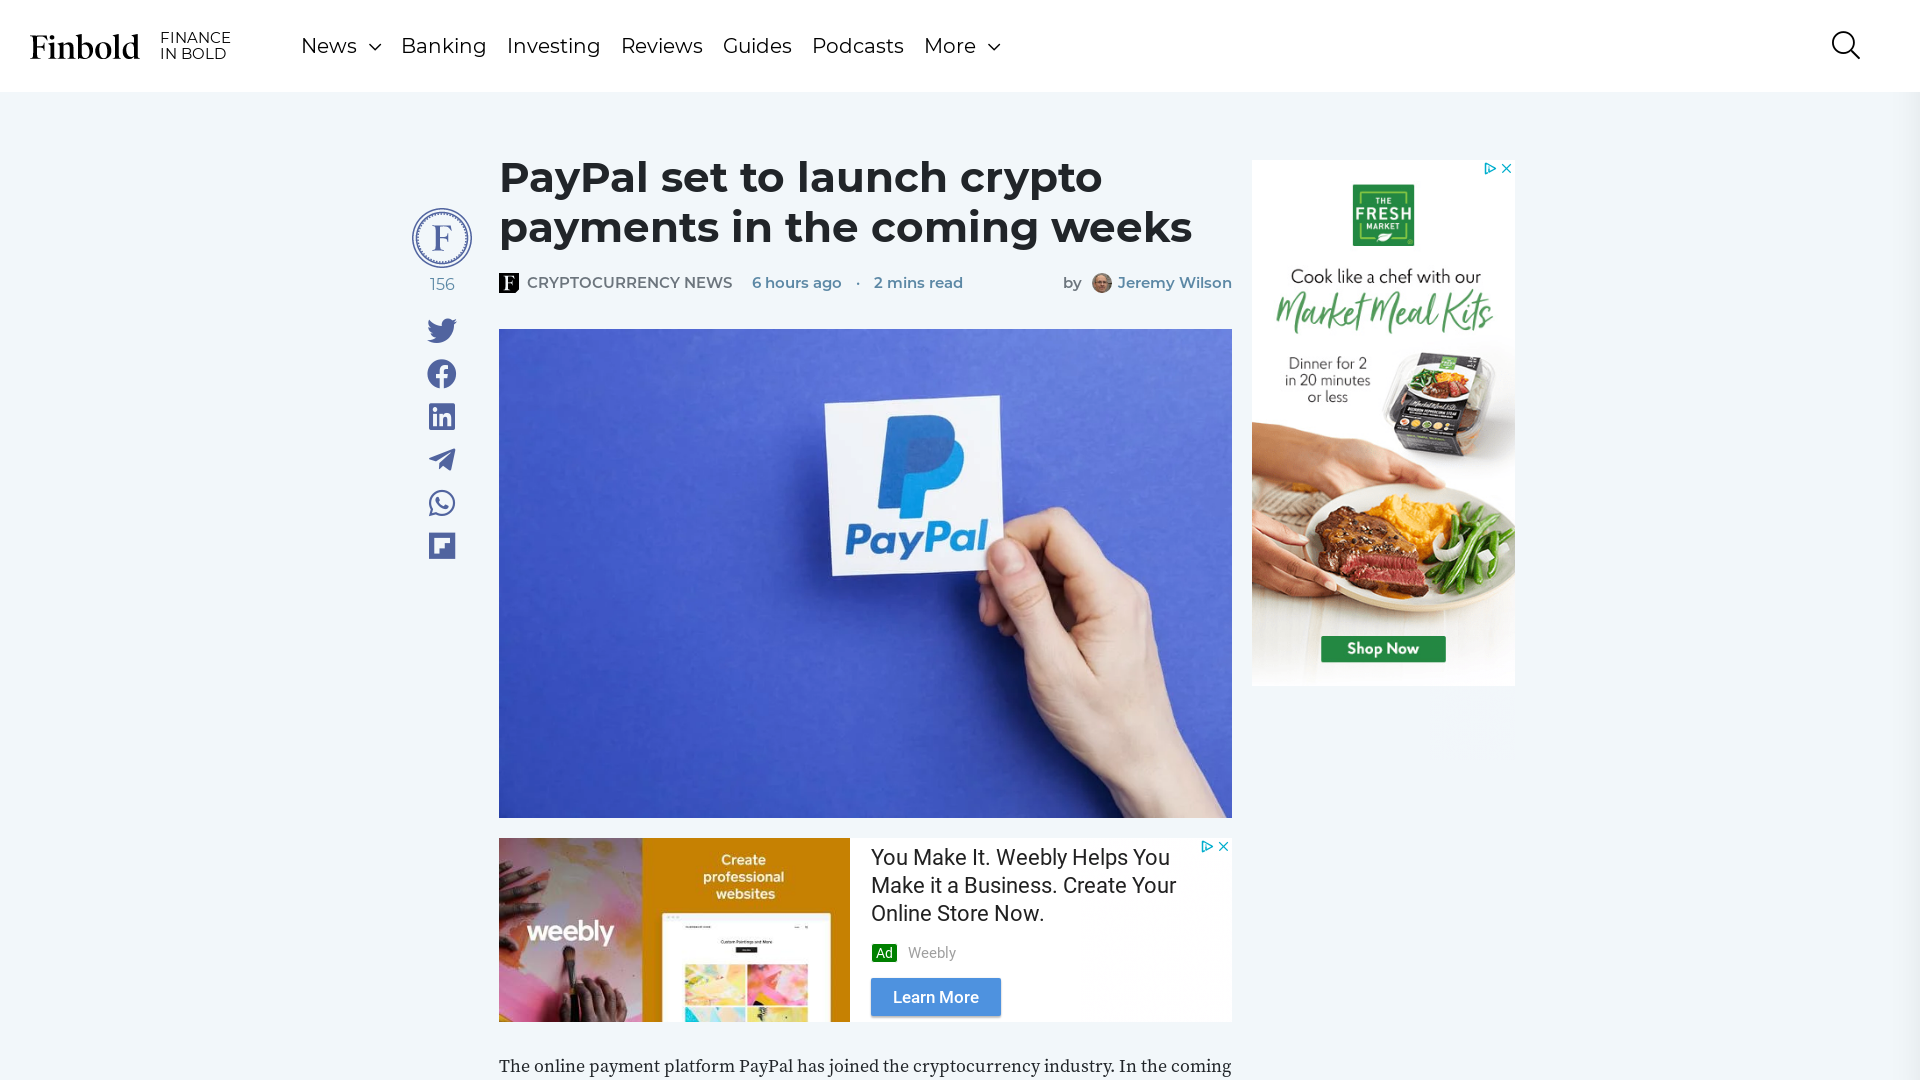 Finbold
FINANCE
IN BOLD
News
Banking
Investing
Reviews
Guides
Podcasts
More
PayPal set to launch crypto
payments in the coming weeks
F
156
F
CRYPTOCURRENCY NEWS
6 hours ago · 2 mins read
by Jeremy Wilson
PayPal
THE
FRESH
MARKET
Cook like a chef with our
Market Meal Kits
Dinner for 2
in 20 minutes
or less
Shop Now
weebly
Create
professional
websites
You Make It. Weebly Helps You
Make it a Business. Create Your
Online Store Now.
Ad Weebly
Learn More
The online payment platform PayPal has joined the cryptocurrency industry. In the coming